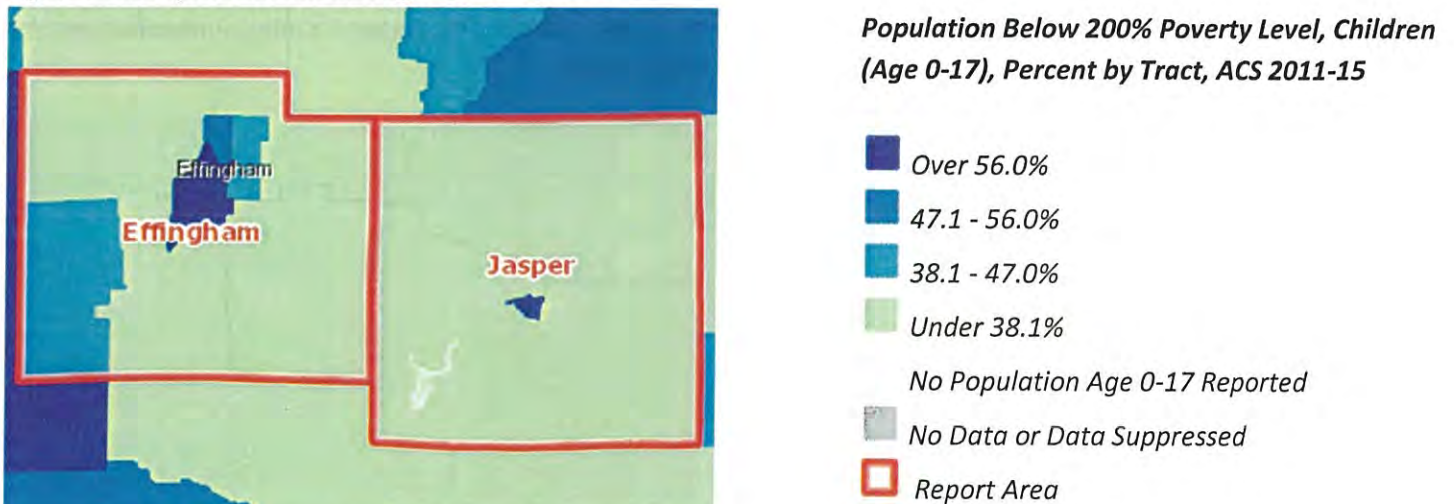 Effingham
Effingham
Jasper
Population Below 200% Poverty Level, Children
(Age 0-17), Percent by Tract, ACS 2011-15
Over 56.0%
47.1 - 56.0%
38.1 - 47.0%
Under 38.1%
No Population Age 0-17 Reported
No Data or Data Suppressed
Report Area